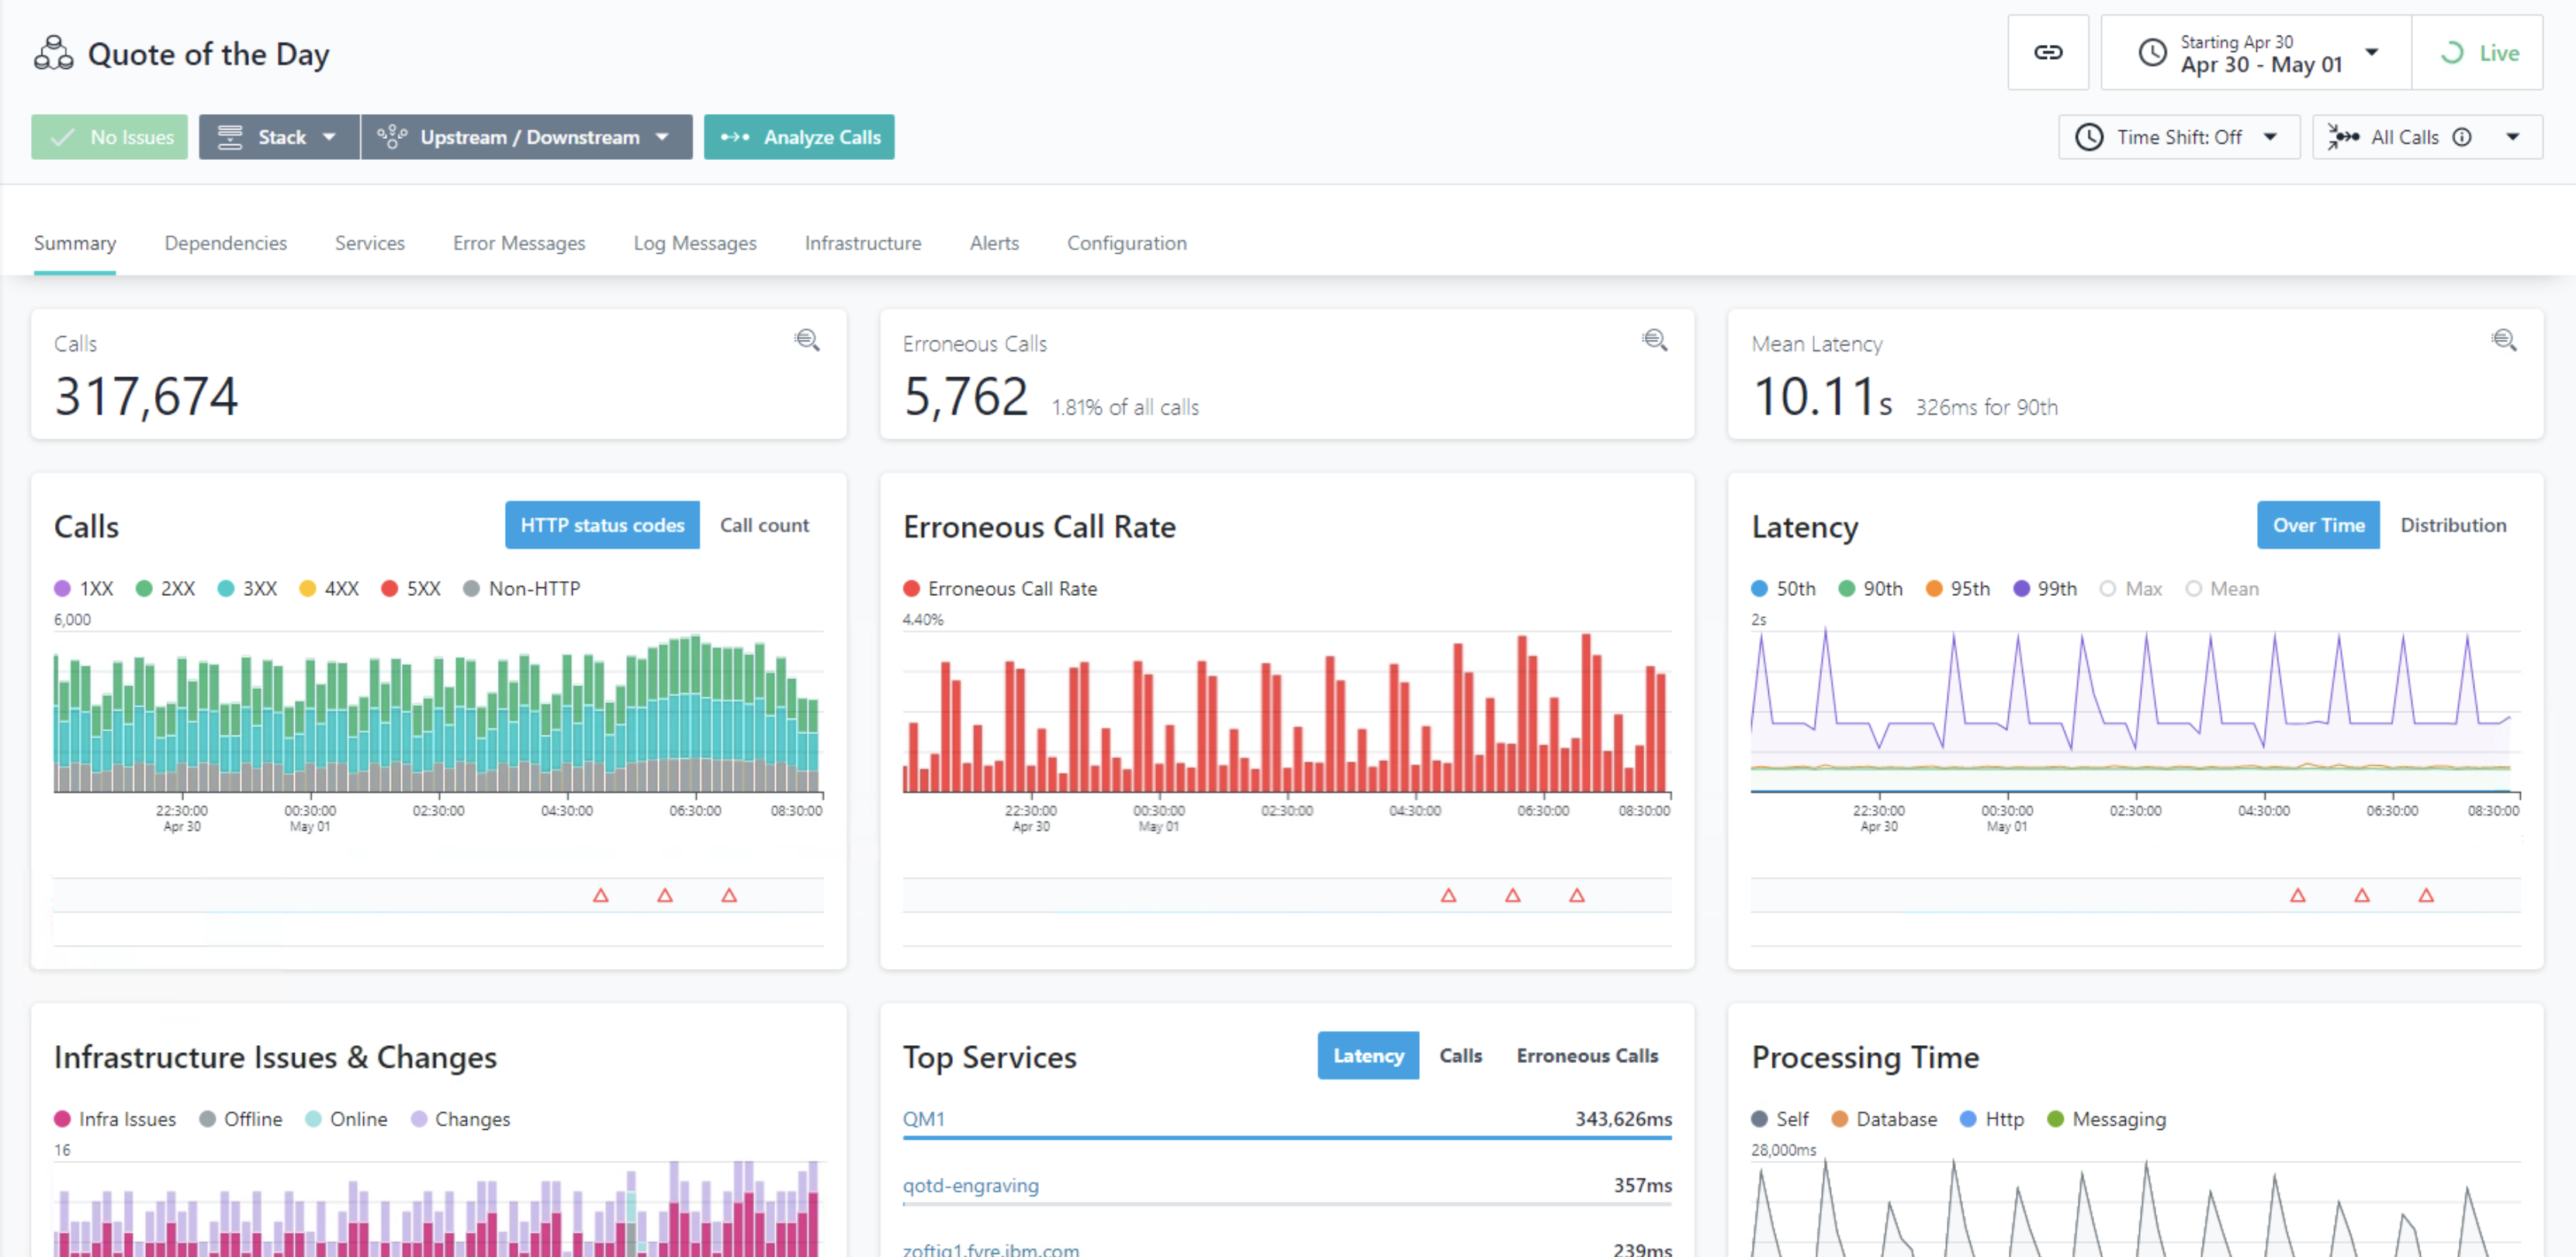 Quote of the Day
Starting Apr 30
Apr 30 - May 01
Live
No Issues
Stack
Upstream / Downstream
Analyze Calls
Time Shift: Off
All Calls
Summary Dependencies Services Error Messages Log Messages Infrastructure Alerts Configuration
Calls
317,674
Erroneous Calls
5,762 1.81% of all calls
Mean Latency
10.11s 326ms for 90th
Calls
HTTP status codes Call count
1XX 2XX 3XX 4XX 5XX Non-HTTP
6,000
22:30:00 00:30:00 02:30:00 04:30:00 06:30:00 08:30:00
Apr 30 May 01
Erroneous Call Rate
Erroneous Call Rate
4.40%
22:30:00 00:30:00 02:30:00 04:30:00 06:30:00 08:30:00
Apr 30 May 01
Latency
Over Time Distribution
50th 90th 95th 99th Max Mean
2s
22:30:00 00:30:00 02:30:00 04:30:00 06:30:00 08:30:00
Apr 30 May 01
Infrastructure Issues & Changes
Infra Issues Offline Online Changes
16
Top Services
Latency Calls Erroneous Calls
QM1 343,626ms
qotd-engraving 357ms
zoftig1.fyre.ibm.com 239ms
Processing Time
Self Database Http Messaging
28,000ms